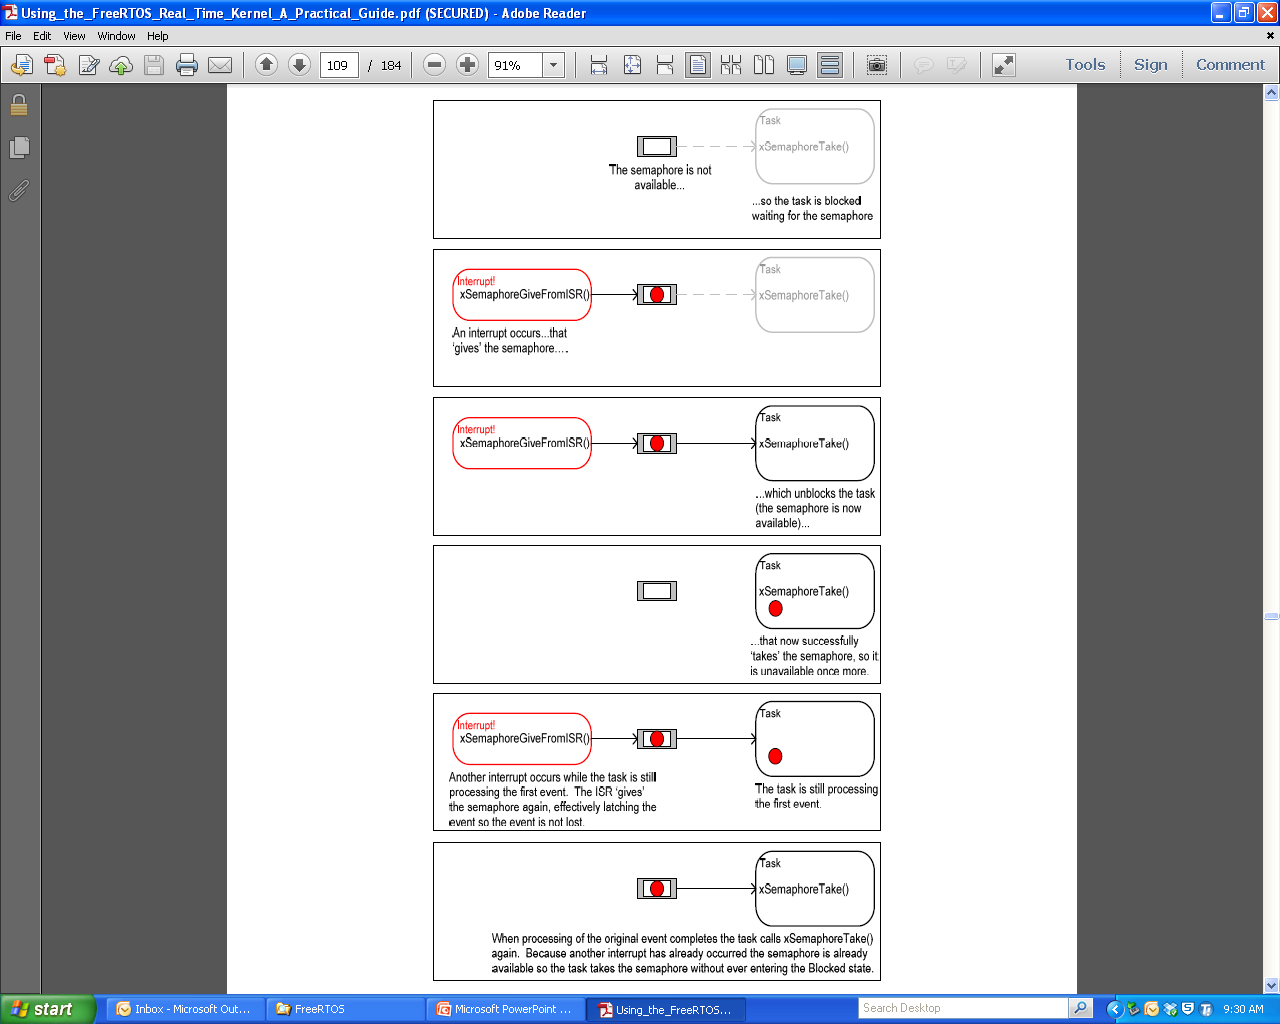 Using_the_FreeRTOS_Real_Time_Kernel_A_Practical_Guide.pdf (SECURED) - Adobe Reader
File Edit View Window Help
109 / 184 91% Tools Sign Comment
Task
xSemaphoreTake()
The semaphore is not
available...
...so the task is blocked
waiting for the semaphore
Interrupt!
xSemaphoreGiveFromISR()
Task
xSemaphoreTake()
An interrupt occurs...that
'gives' the semaphore....
Interrupt!
xSemaphoreGiveFromISR()
Task
xSemaphoreTake()
...which unblocks the task
(the semaphore is now
available)...
Task
xSemaphoreTake()
...that now successfully
'takes' the semaphore, so it
is unavailable once more.
Interrupt!
xSemaphoreGiveFromISR()
Task
Another interrupt occurs while the task is still
processing the first event. The ISR 'gives'
the semaphore again, effectively latching the
event so the event is not lost.
The task is still processing
the first event.
Task
xSemaphoreTake()
When processing of the original event completes the task calls xSemaphoreTake()
again. Because another interrupt has already occurred the semaphore is already
available so the task takes the semaphore without ever entering the Blocked state.
start Inbox - Microsoft Out... FreeRTOS Microsoft PowerPoint ... Using_the_FreeRTOS... Search Desktop 9:30 AM